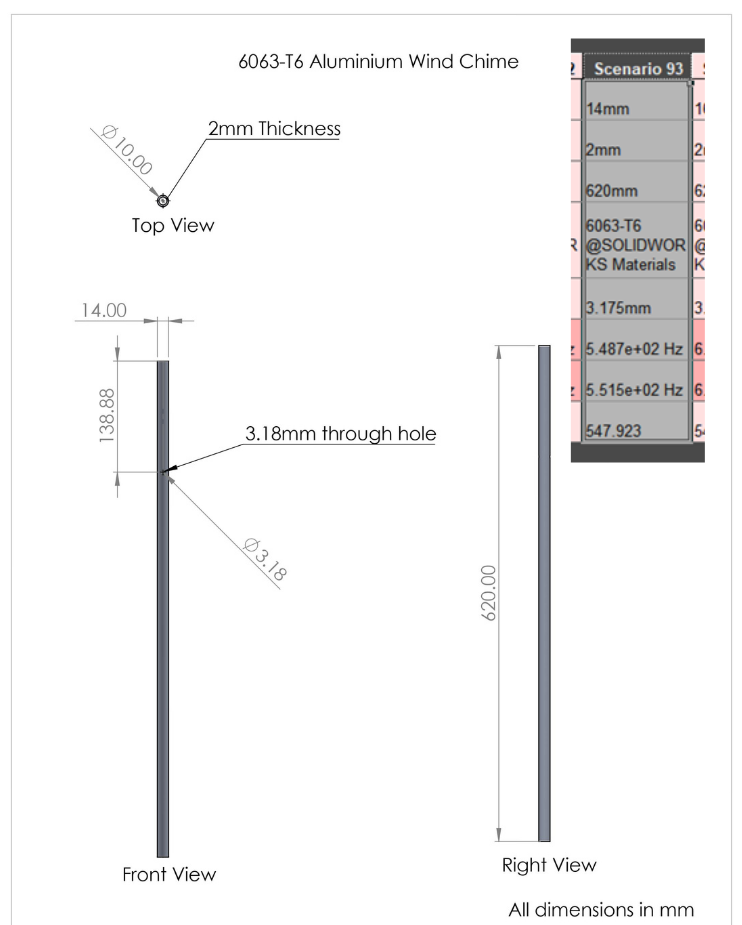 6063-T6 Aluminium Wind Chime
2mm Thickness
Ø10.00
Top View
14.00
138.88
3.18mm through hole
Ø3.18
Front View
620.00
Right View
All dimensions in mm
Scenario 93
14mm
2mm
620mm
6063-T6
@SOLIDWOR
KS Materials
3.175mm
5.487e+02 Hz
5.515e+02 Hz
547.923